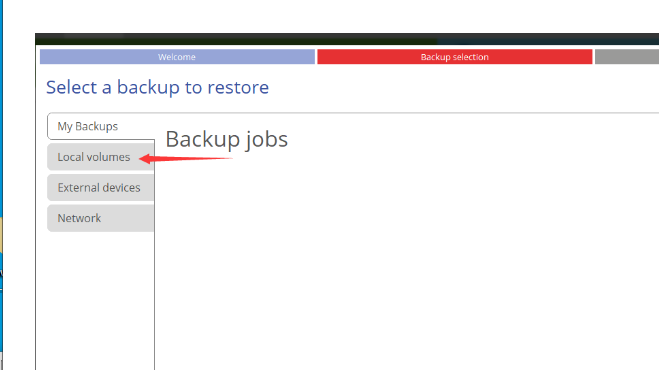 Welcome
Backup selection
Select a backup to restore
My Backups
Backup jobs
Local volumes
External devices
Network